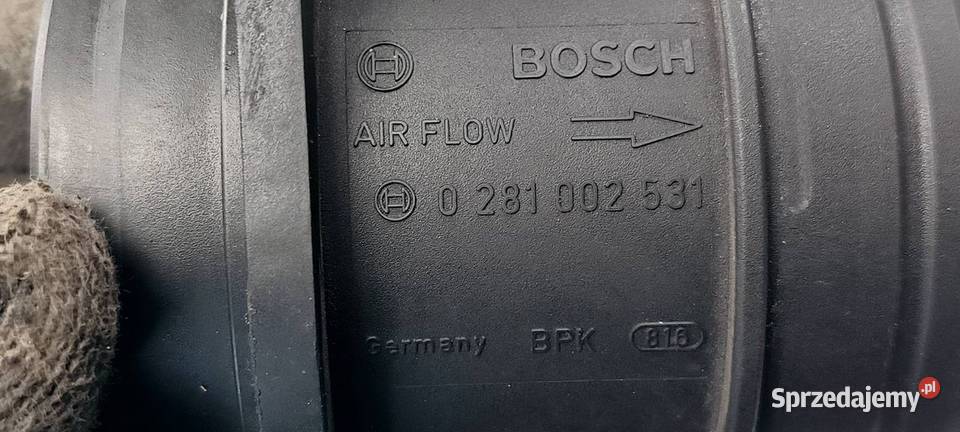 BOSCH
AIR FLOW
0 281 002 531
Germany BPK 816
Sprzedajemy.pl